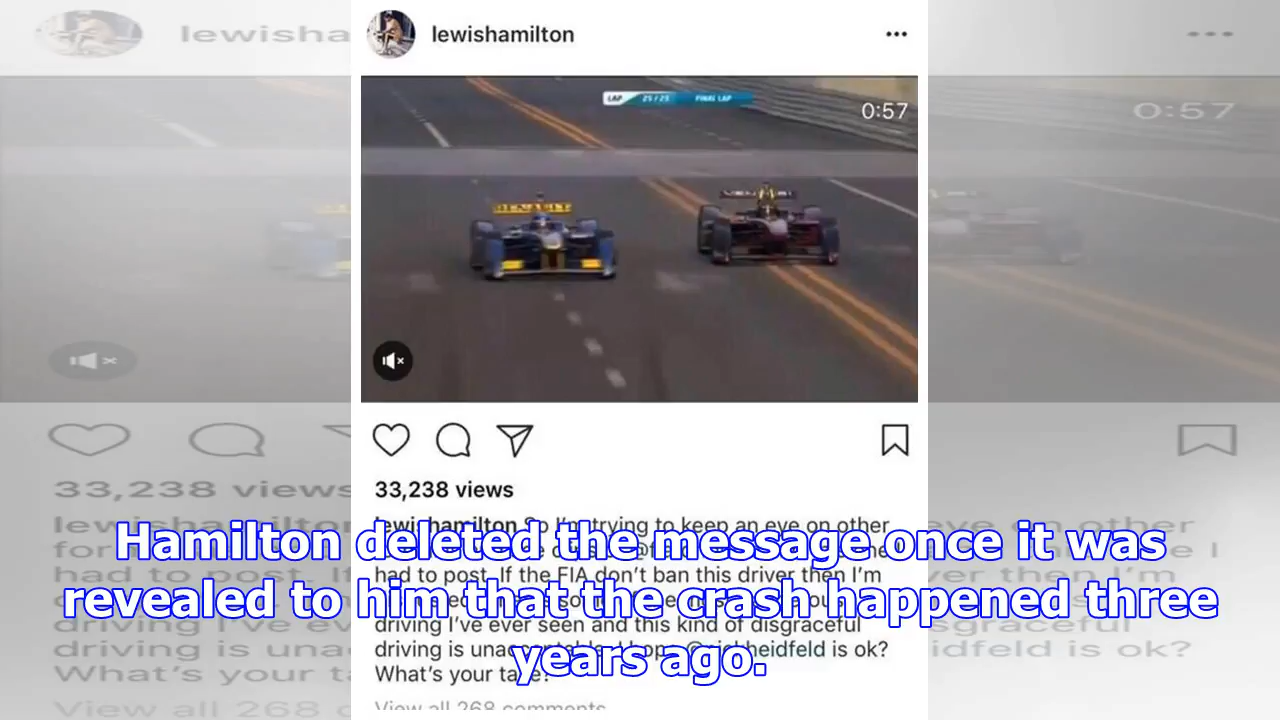 lewishamilton
LAP 25 / 25 FINAL LAP
0:57
RENAULT
33,238 views
lewishamilton So I'm trying to keep an eye on other
had to post. If the FIA don't ban this driver then I'm
driving I've ever seen and this kind of disgraceful
driving is is ok?
What's your take?
View all 268 comments
Hamilton deleted the message once it was
revealed to him that the crash happened three
years ago.